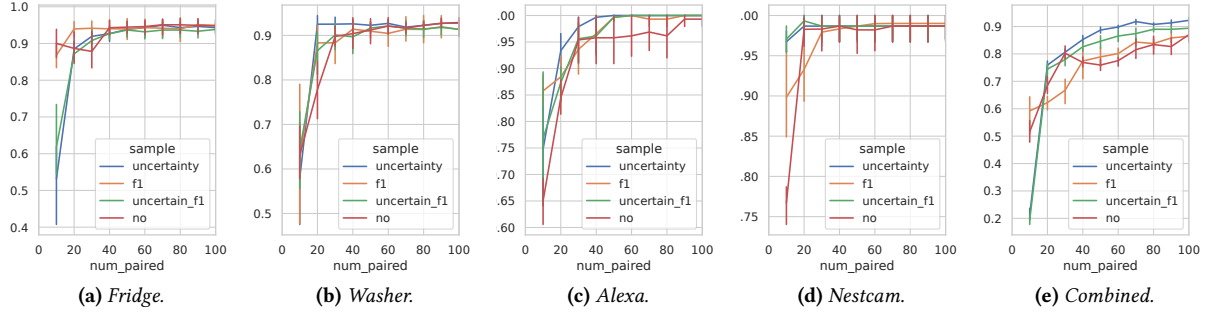 1.0
0.9
0.8
0.7
0.6
0.5
0.4
0 20 40 60 80 100
num_paired
sample
uncertainty
f1
uncertain_f1
no
(a) Fridge.
0.9
0.8
0.7
0.6
0.5
0 20 40 60 80 100
num_paired
sample
uncertainty
f1
uncertain_f1
no
(b) Washer.
.00
.95
.90
.85
.80
.75
.70
.65
.60
0 20 40 60 80 100
num_paired
sample
uncertainty
f1
uncertain_f1
no
(c) Alexa.
.00
.95
.90
.85
.80
.75
0 20 40 60 80 100
num_paired
sample
uncertainty
f1
uncertain_f1
no
(d) Nestcam.
0.9
0.8
0.7
0.6
0.5
0.4
0.3
0.2
0 20 40 60 80 100
num_paired
sample
uncertainty
f1
uncertain_f1
no
(e) Combined.